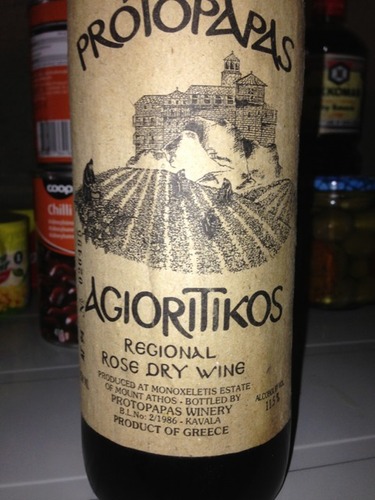 PRÓTOPAPAS
AGIORITIKOS
REGIONAL
ROSE DRY WINE
PRODUCED AT MONOXELETIS ESTATE
OF MOUNT ATHOS - BOTTLED BY
PROTOPAPAS WINERY
B.L.No: 2/1986 - KAVALA
PRODUCT OF GREECE
ALCOHOL BY VOL
11.5%
coop
Chilli